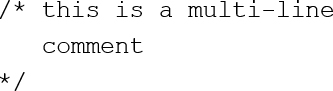 /* this is a multi-line
   comment
*/